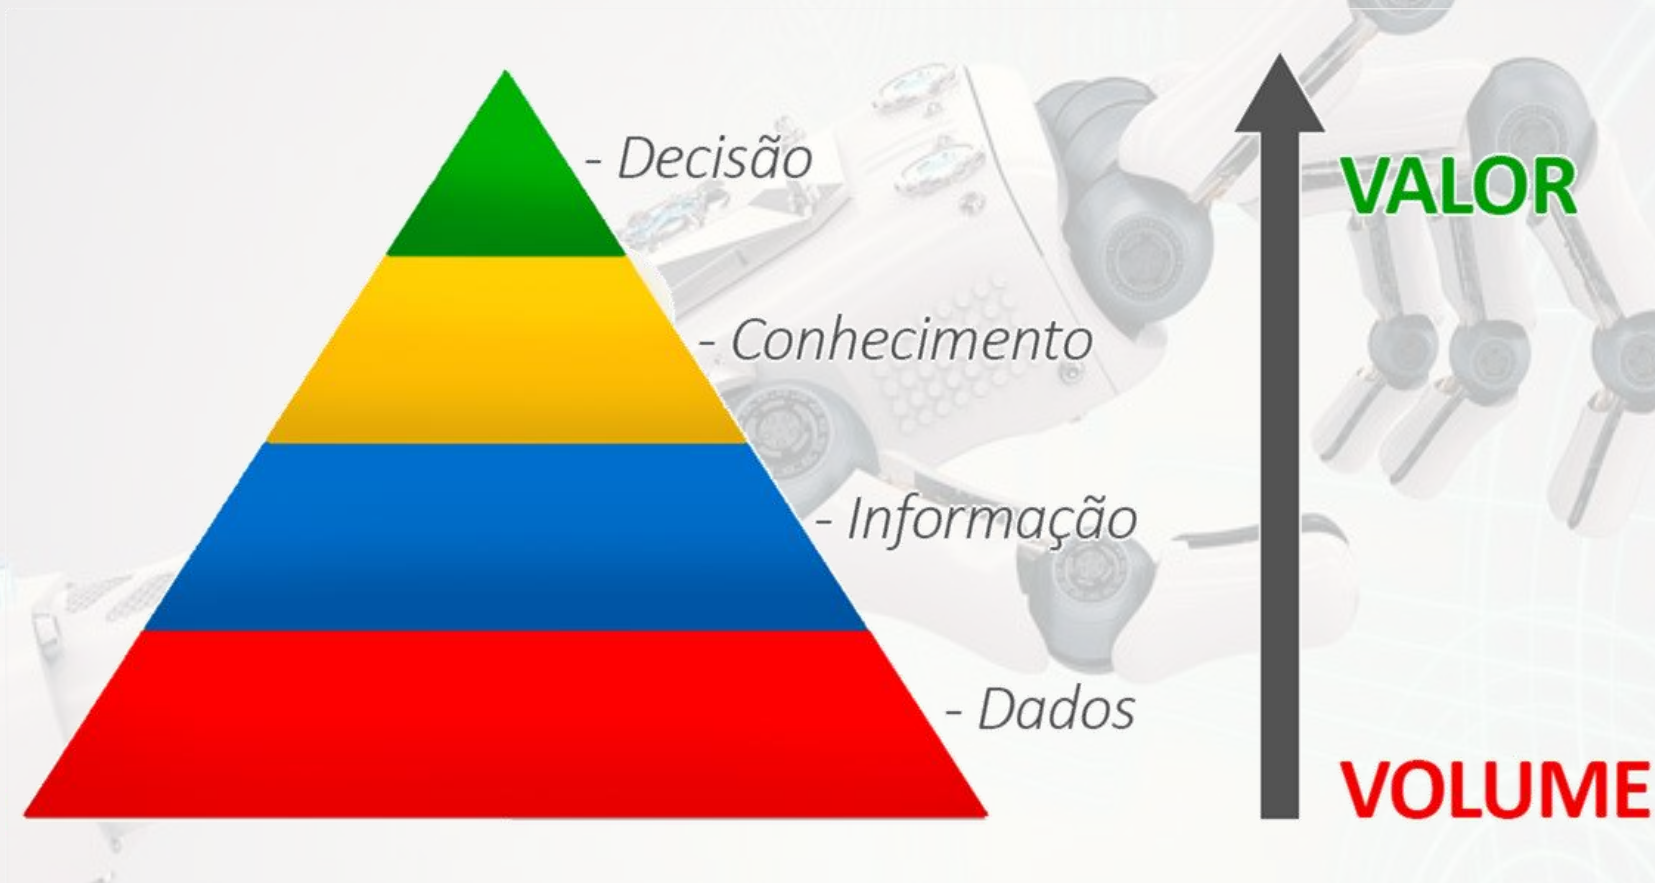 - Decisão
- Conhecimento
- Informação
- Dados
VALOR
VOLUME